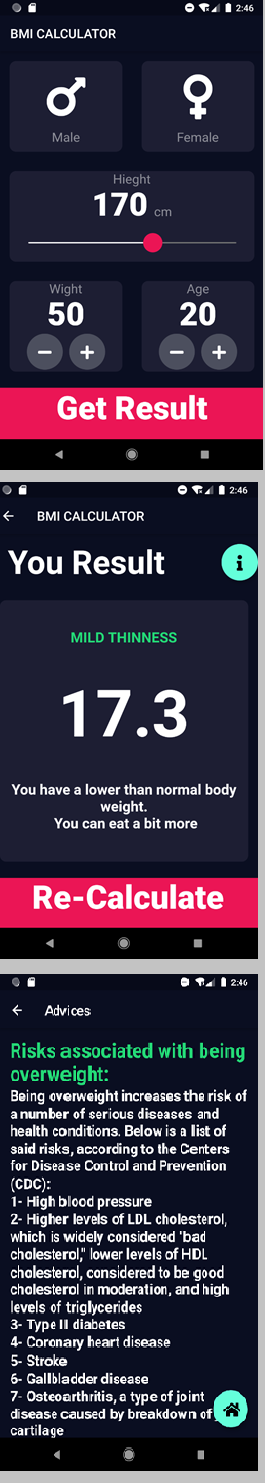 2:46
BMI CALCULATOR
Male
Female
Hieght
170 cm
Wight
50
Age
20
Get Result
2:46
BMI CALCULATOR
You Result
MILD THINNESS
17.3
You have a lower than normal body
weight.
You can eat a bit more
Re-Calculate
2:46
Advices
Risks associated with being
overweight:
Being overweight increases the risk of
a number of serious diseases and
health conditions. Below is a list of
said risks, according to the Centers
for Disease Control and Prevention
(CDC):
1- High blood pressure
2- Higher levels of LDL cholesterol,
which is widely considered "bad
cholesterol," lower levels of HDL
cholesterol, considered to be good
cholesterol in moderation, and high
levels of triglycerides
3- Type II diabetes
4- Coronary heart disease
5- Stroke
6- Gallbladder disease
7- Osteoarthritis, a type of joint
disease caused by breakdown of
cartilage